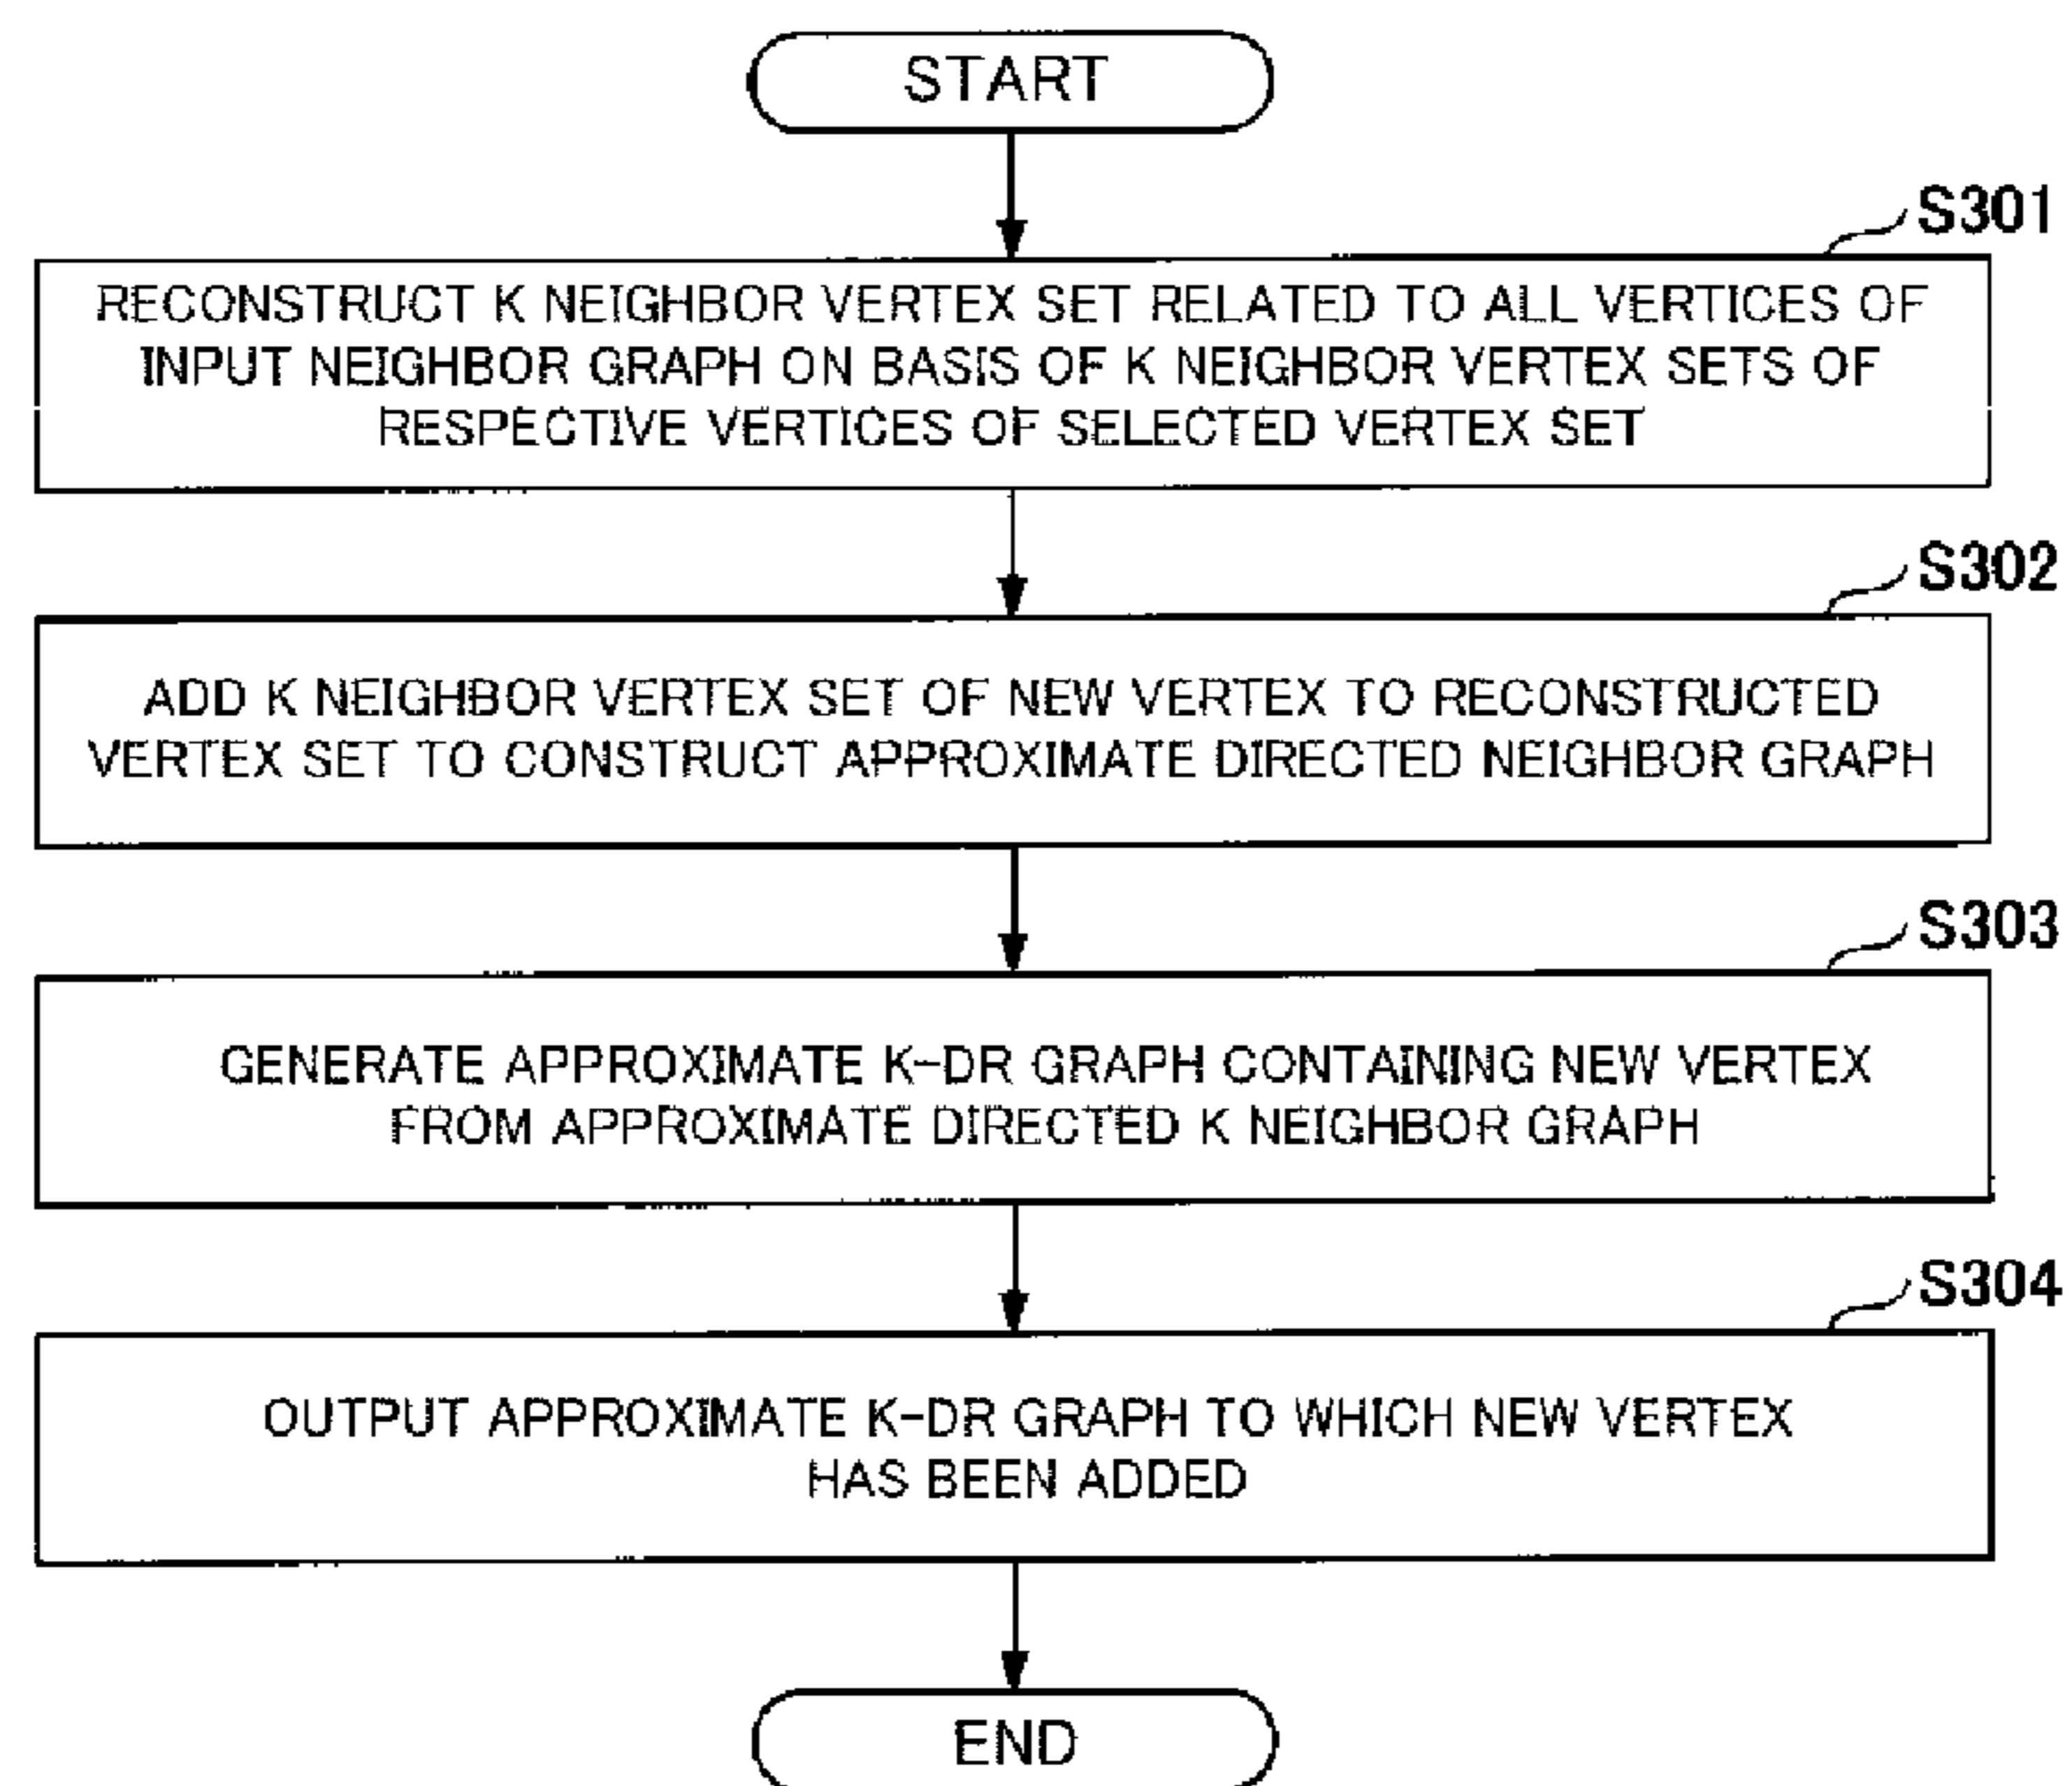 START
S301
RECONSTRUCT K NEIGHBOR VERTEX SET RELATED TO ALL VERTICES OF
INPUT NEIGHBOR GRAPH ON BASIS OF K NEIGHBOR VERTEX SETS OF
RESPECTIVE VERTICES OF SELECTED VERTEX SET
S302
ADD K NEIGHBOR VERTEX SET OF NEW VERTEX TO RECONSTRUCTED
VERTEX SET TO CONSTRUCT APPROXIMATE DIRECTED NEIGHBOR GRAPH
S303
GENERATE APPROXIMATE K-DR GRAPH CONTAINING NEW VERTEX
FROM APPROXIMATE DIRECTED K NEIGHBOR GRAPH
S304
OUTPUT APPROXIMATE K-DR GRAPH TO WHICH NEW VERTEX
HAS BEEN ADDED
END